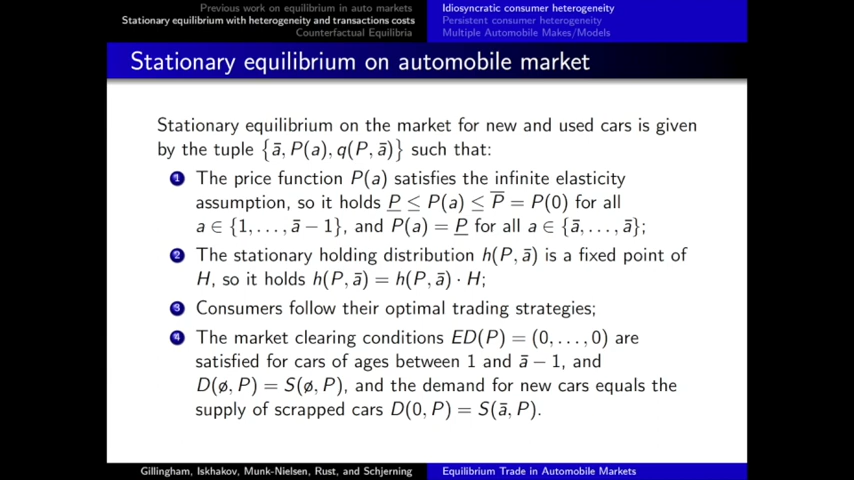 Previous work on equilibrium in auto markets
Stationary equilibrium with heterogeneity and transactions costs
Counterfactual Equilibria
Idiosyncratic consumer heterogeneity
Persistent consumer heterogeneity
Multiple Automobile Makes/Models
Stationary equilibrium on automobile market
Stationary equilibrium on the market for new and used cars is given
by the tuple {ā, P(a), q(P, ā)} such that:
1 The price function P(a) satisfies the infinite elasticity
assumption, so it holds P̲ ≤ P(a) ≤ P̅ = P(0) for all
a ∈ {1, . . . , ā − 1}, and P(a) = P̲ for all a ∈ {ā, . . . , ā};
2 The stationary holding distribution h(P, ā) is a fixed point of
H, so it holds h(P, ā) = h(P, ā) · H;
3 Consumers follow their optimal trading strategies;
4 The market clearing conditions ED(P) = (0, . . . , 0) are
satisfied for cars of ages between 1 and ā − 1, and
D(ø, P) = S(ø, P), and the demand for new cars equals the
supply of scrapped cars D(0, P) = S(ā, P).
Gillingham, Iskhakov, Munk-Nielsen, Rust, and Schjerning
Equilibrium Trade in Automobile Markets